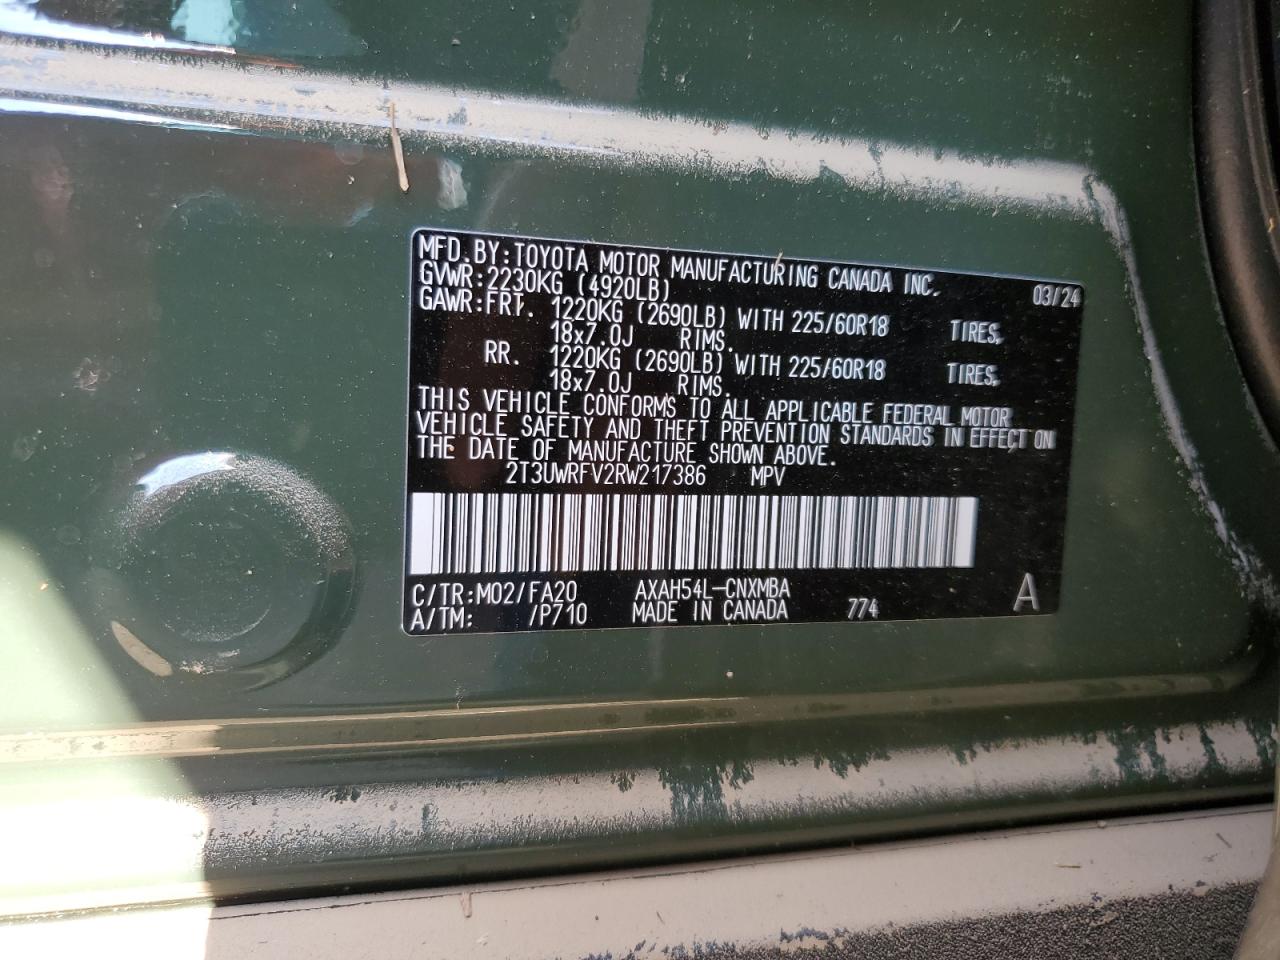 MFD. BY: TOYOTA MOTOR MANUFACTURING CANADA INC.
GVWR: 2230KG (4920LB) 03/24
GAWR: FRT. 1220KG (2690LB) WITH 225/60R18 TIRES,
18x7.0J RIMS.
RR. 1220KG (2690LB) WITH 225/60R18 TIRES,
18x7.0J RIMS.
THIS VEHICLE CONFORMS TO ALL APPLICABLE FEDERAL MOTOR
VEHICLE SAFETY AND THEFT PREVENTION STANDARDS IN EFFECT ON
THE DATE OF MANUFACTURE SHOWN ABOVE.
2T3UWRFV2RW217386 MPV
C/TR: M02/FA20 AXAH54L-CNXMBA A
A/TM: /P710 MADE IN CANADA 774